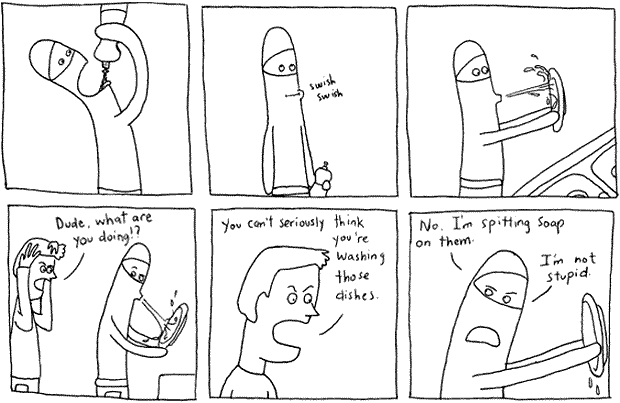 swish
swish
Dude, what are
you doing!?
You can't seriously think
you're
washing
those
dishes.
No. I'm spitting soap
on them.
I'm not
stupid.